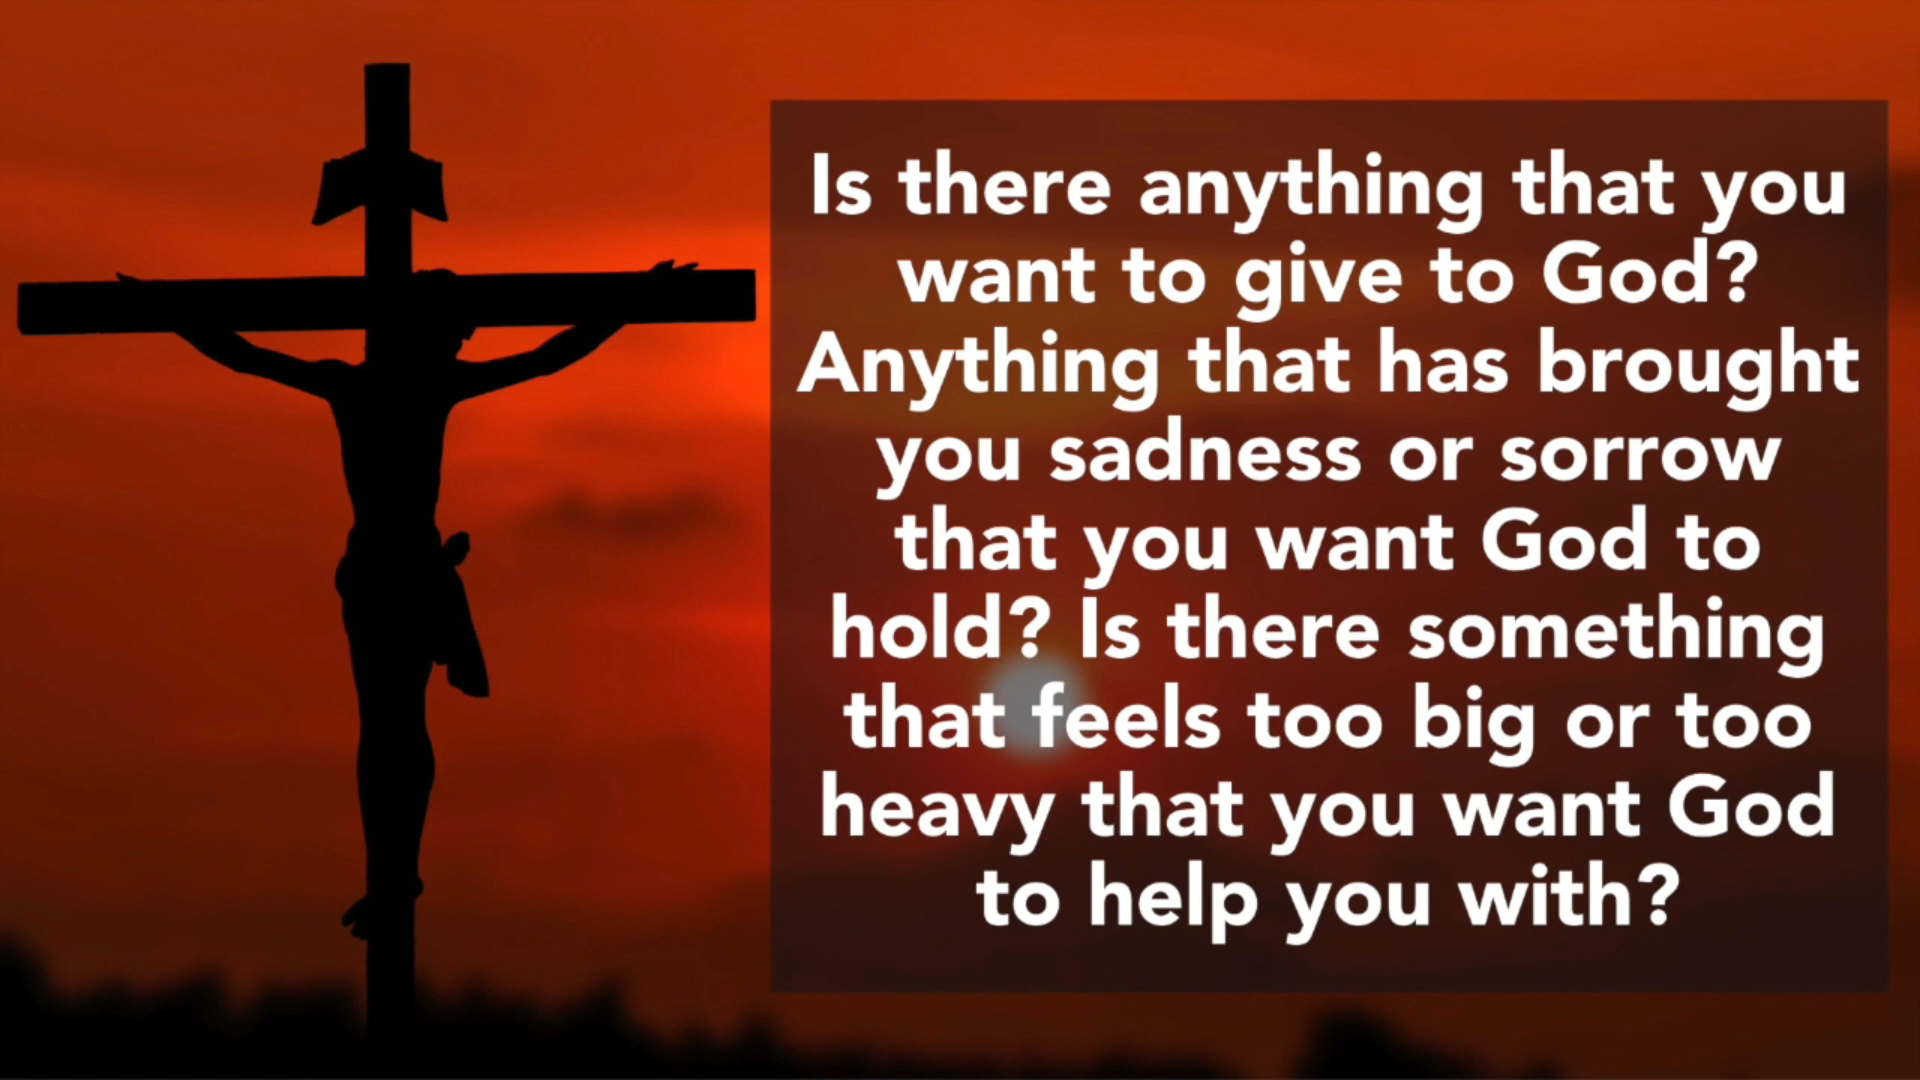 Is there anything that you
want to give to God?
Anything that has brought
you sadness or sorrow
that you want God to
hold? Is there something
that feels too big or too
heavy that you want God
to help you with?